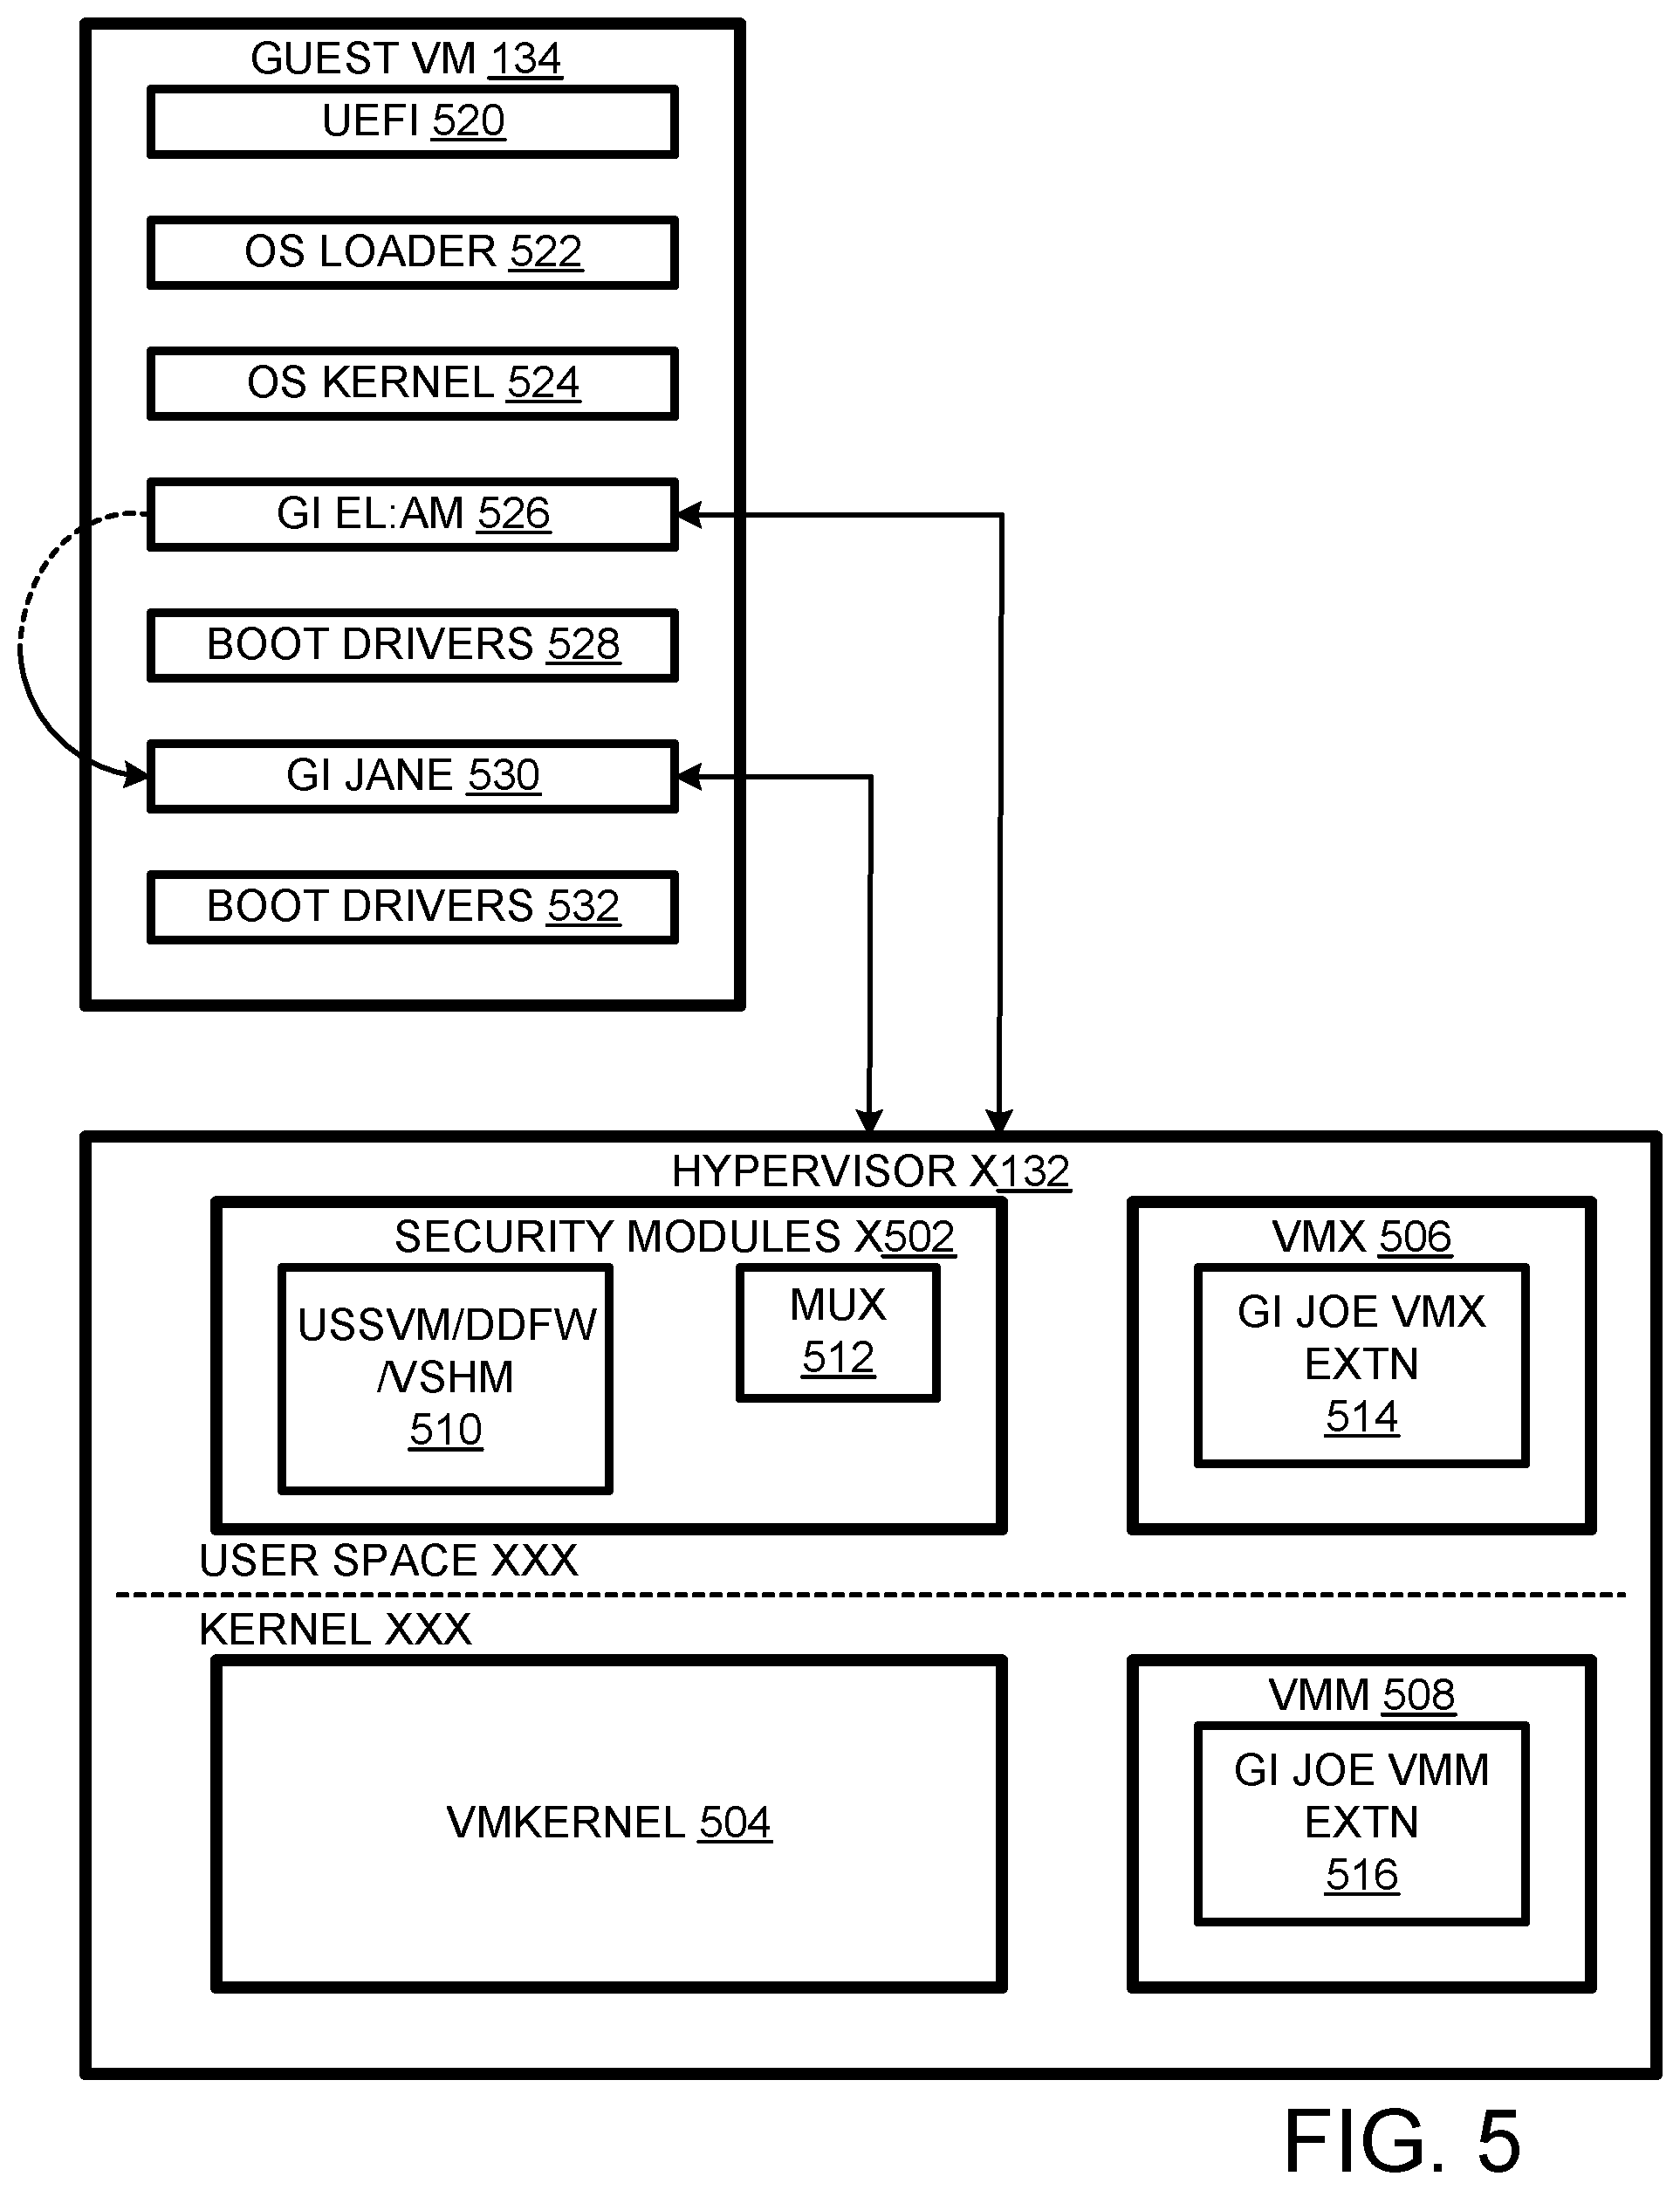 GUEST VM 134
UEFI 520
OS LOADER 522
OS KERNEL 524
GI EL:AM 526
BOOT DRIVERS 528
GI JANE 530
BOOT DRIVERS 532
HYPERVISOR X132
SECURITY MODULES X502
USSVM/DDFW
/VSHM
510
MUX
512
VMX 506
GI JOE VMX
EXTN
514
USER SPACE XXX
KERNEL XXX
VMKERNEL 504
VMM 508
GI JOE VMM
EXTN
516
FIG. 5